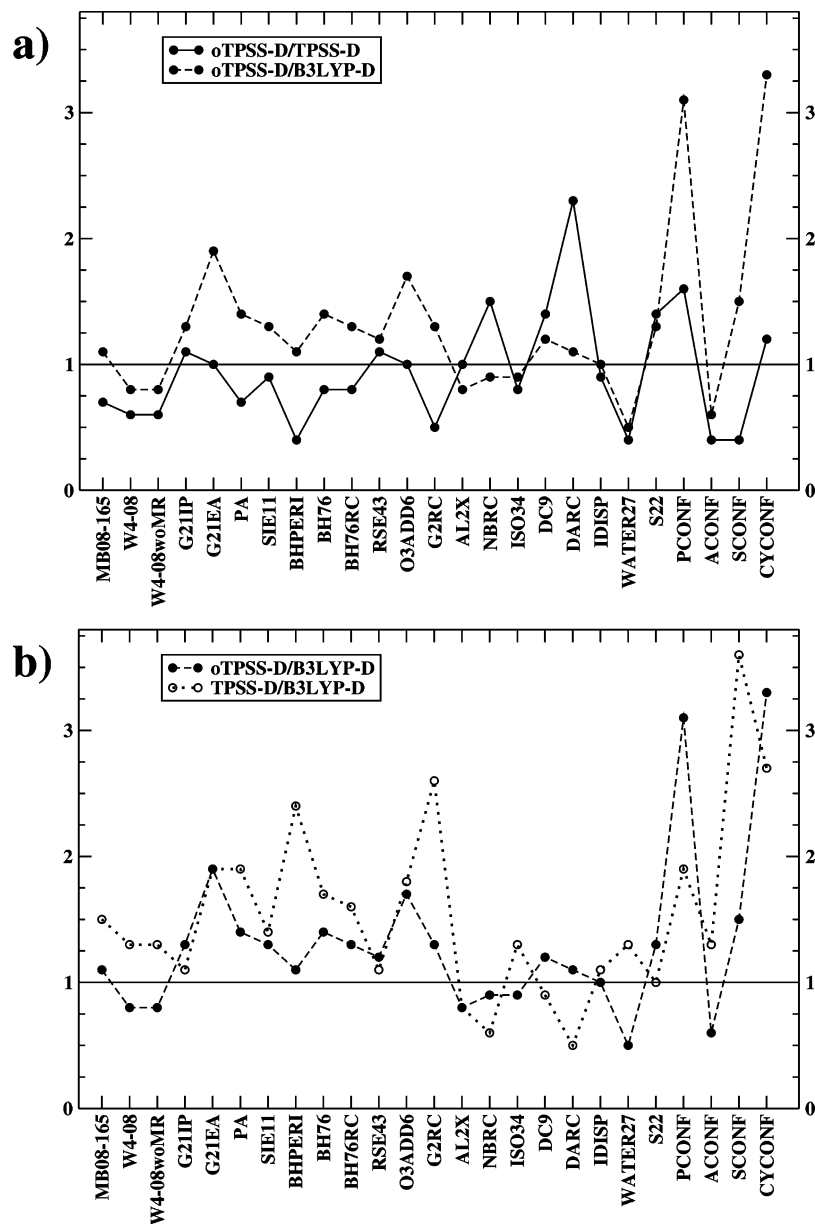 a)
oTPSS-D/TPSS-D
oTPSS-D/B3LYP-D
3 3
2 2
1 1
0 0
MB08-165
W4-08
W4-08woMR
G21IP
G21EA
PA
SIE11
BHPERI
BH76
BH76RC
RSE43
O3ADD6
G2RC
AL2X
NBRC
ISO34
DC9
DARC
IDISP
WATER27
S22
PCONF
ACONF
SCONF
CYCONF
b)
oTPSS-D/B3LYP-D
TPSS-D/B3LYP-D
3 3
2 2
1 1
0 0
MB08-165
W4-08
W4-08woMR
G21IP
G21EA
PA
SIE11
BHPERI
BH76
BH76RC
RSE43
O3ADD6
G2RC
AL2X
NBRC
ISO34
DC9
DARC
IDISP
WATER27
S22
PCONF
ACONF
SCONF
CYCONF